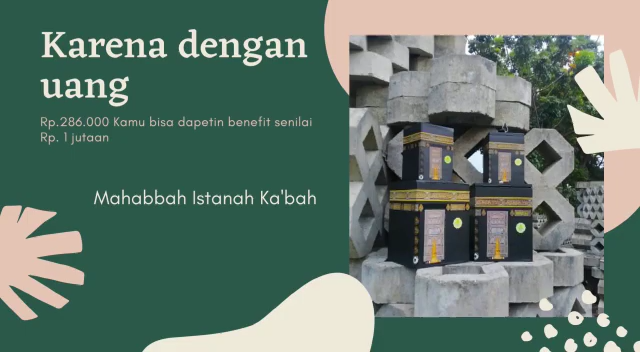 Karena dengan
uang
Rp.286.000 Kamu bisa dapetin benefit senilai
Rp. 1 jutaan
Mahabbah Istanah Ka'bah